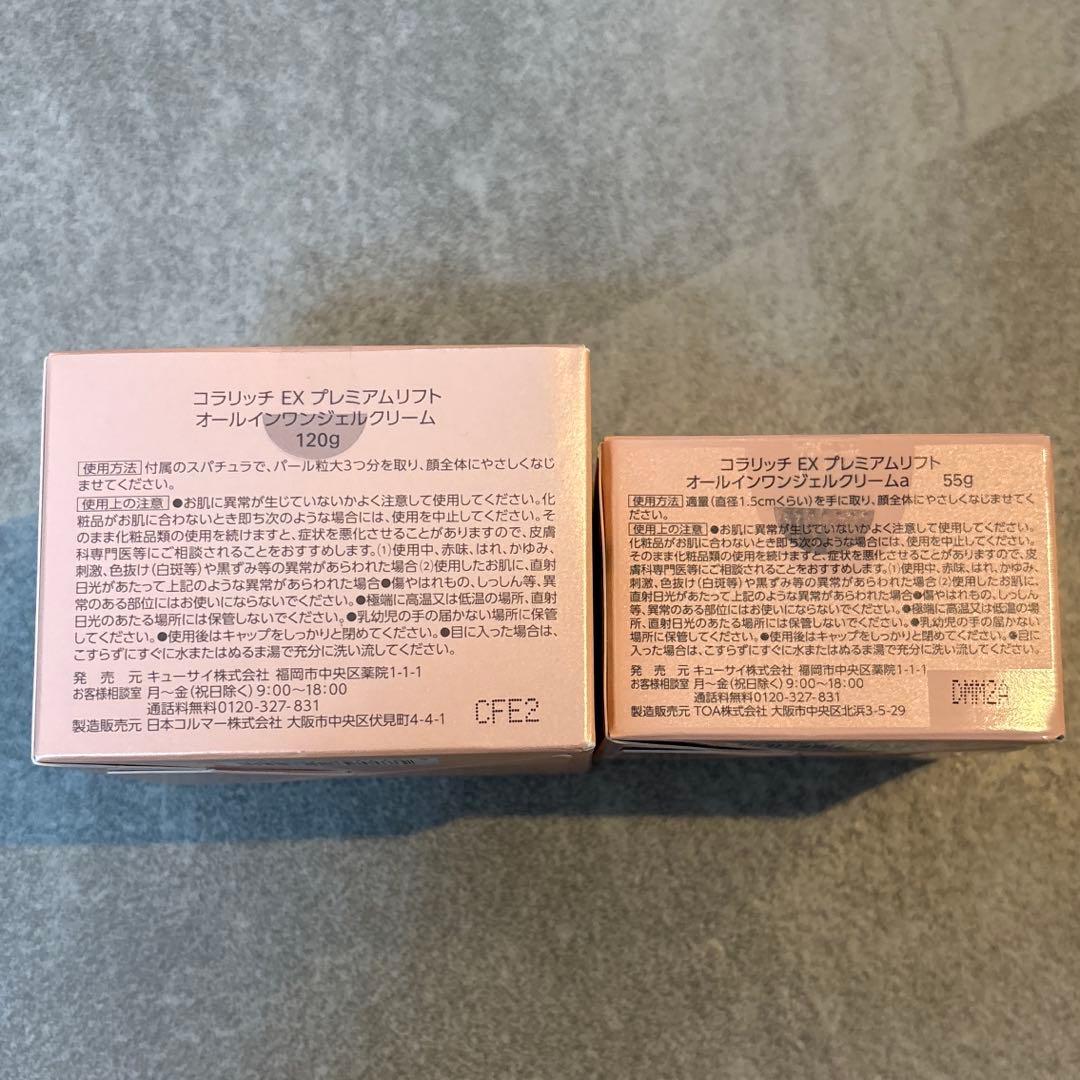 コラリッチ EX プレミアムリフト
オールインワンジェルクリーム
120g
使用方法 付属のスパチュラで、パール粒大3つ分を取り、顔全体にやさしくなじ
ませてください。
使用上の注意 ●お肌に異常が生じていないかよく注意して使用してください。化
粧品がお肌に合わないとき即ち次のような場合には、使用を中止してください。そ
のまま化粧品類の使用を続けますと、症状を悪化させることがありますので、皮膚
科専門医等にご相談されることをおすすめします。(1)使用中、赤味、はれ、かゆみ、
刺激、色抜け(白斑等)や黒ずみ等の異常があらわれた場合(2)使用したお肌に、直射
日光があたって上記のような異常があらわれた場合●傷やはれもの、しっしん等、異
常のある部位にはお使いにならないでください。●極端に高温又は低温の場所、直射
日光のあたる場所には保管しないでください。●乳幼児の手の届かない場所に保管
してください。●使用後はキャップをしっかりと閉めてください。●目に入った場合は、
こすらずにすぐに水またはぬるま湯で充分に洗い流してください。
発 売 元 キューサイ株式会社 福岡市中央区薬院1-1-1
お客様相談室 月〜金(祝日除く) 9:00〜18:00
通話料無料0120-327-831
製造販売元 日本コルマー株式会社 大阪市中央区伏見町4-4-1
CFE2
コラリッチ EX プレミアムリフト
オールインワンジェルクリームa 55g
使用方法 適量(直径1.5cmくらい)を手に取り、顔全体にやさしくなじませてく
ださい。
使用上の注意 ●お肌に異常が生じていないかよく注意して使用してください。
化粧品がお肌に合わないとき即ち次のような場合には、使用を中止してください。
そのまま化粧品類の使用を続けますと、症状を悪化させることがありますので、皮
膚科専門医等にご相談されることをおすすめします。(1)使用中、赤味、はれ、かゆみ、
刺激、色抜け(白斑等)や黒ずみ等の異常があらわれた場合(2)使用したお肌に、
直射日光があたって上記のような異常があらわれた場合●傷やはれもの、しっしん
等、異常のある部位にはお使いにならないでください。●極端に高温又は低温の場
所、直射日光のあたる場所には保管しないでください。●乳幼児の手の届かない
場所に保管してください。●使用後はキャップをしっかりと閉めてください。●目に
入った場合は、こすらずにすぐに水またはぬるま湯で充分に洗い流してください。
発 売 元 キューサイ株式会社 福岡市中央区薬院1-1-1
お客様相談室 月〜金(祝日除く) 9:00〜18:00
通話料無料0120-327-831
製造販売元 TOA株式会社 大阪市中央区北浜3-5-29
DMM2A